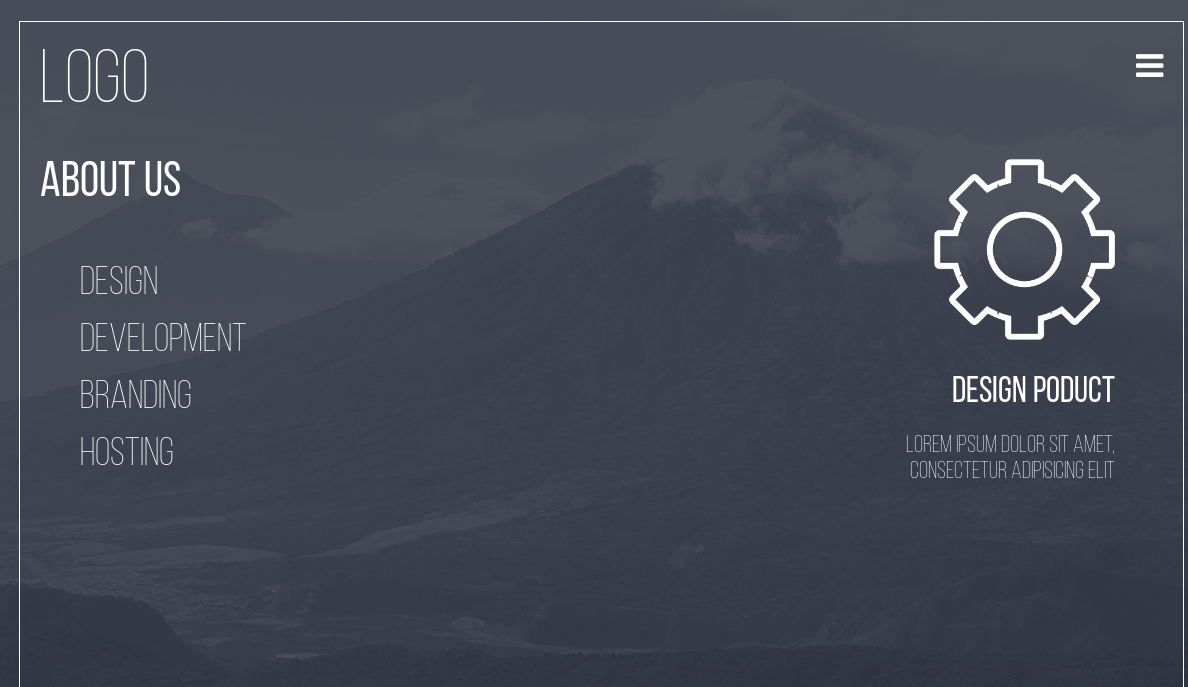 LOGO
ABOUT US
DESIGN
DEVELOPMENT
BRANDING
HOSTING
DESIGN PODUCT
LOREM IPSUM DOLOR SIT AMET,
CONSECTETUR ADIPISICING ELIT